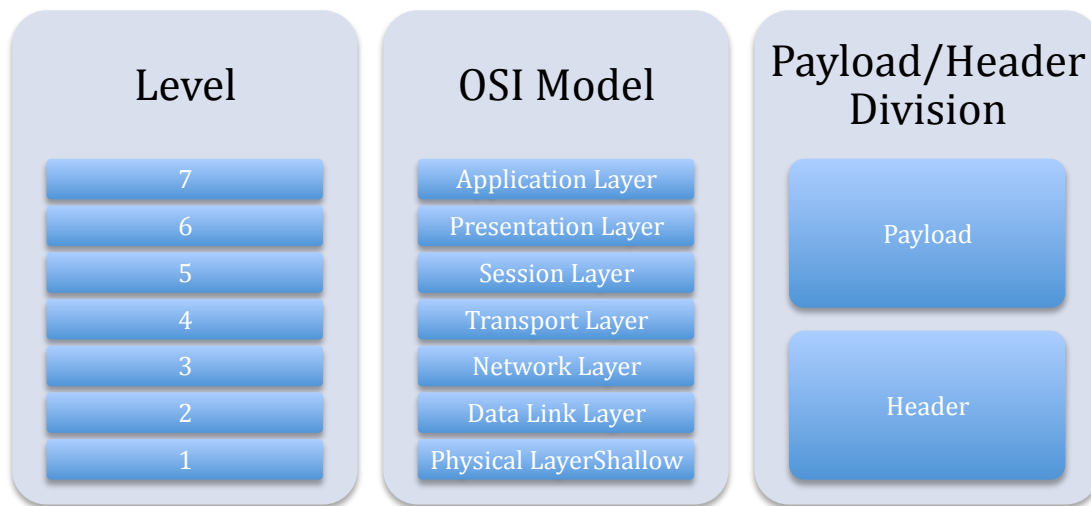 Level
7
6
5
4
3
2
1
OSI Model
Application Layer
Presentation Layer
Session Layer
Transport Layer
Network Layer
Data Link Layer
Physical LayerShallow
Payload/Header
Division
Payload
Header